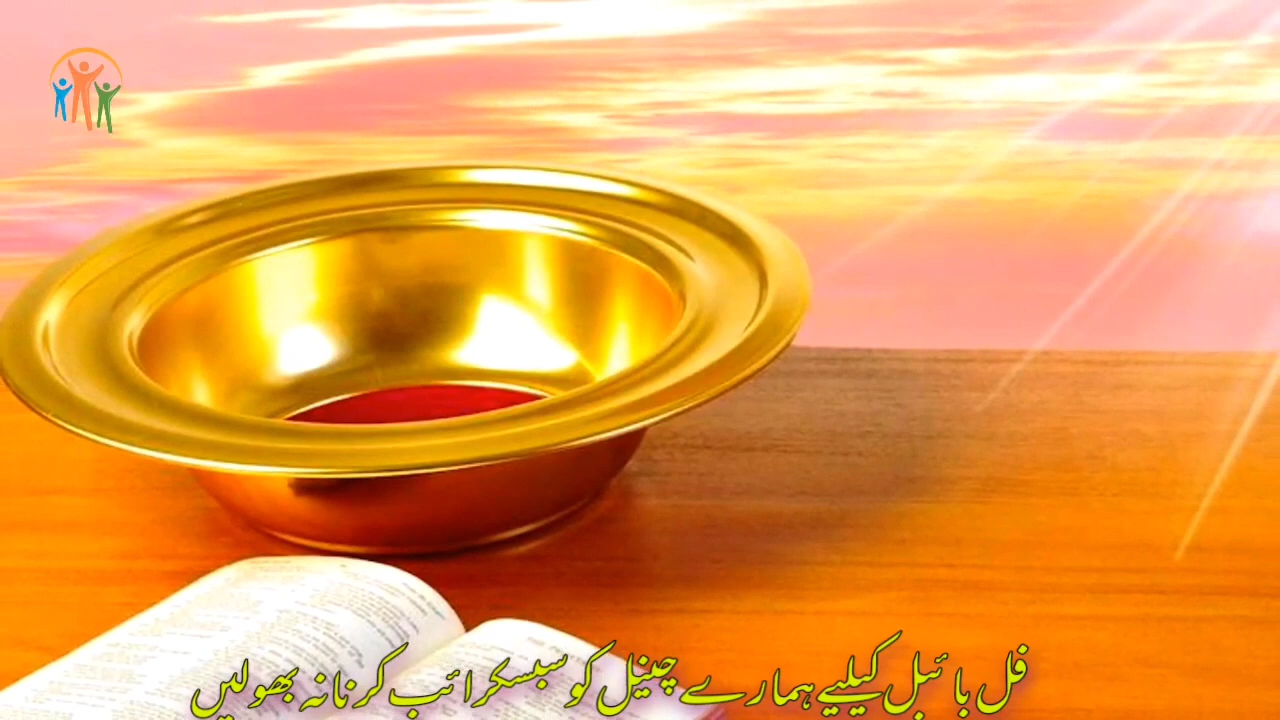 فل بائبل کیلیے ہمارے چینل کو سبسکرائب کرنا نہ بھولیں